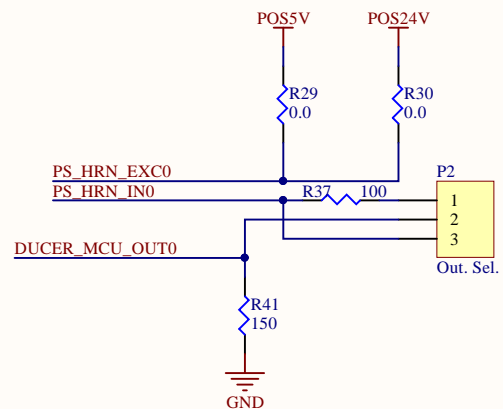 POS5V
POS24V
R29
0.0
R30
0.0
PS_HRN_EXC0
PS_HRN_IN0
R37
100
P2
1
2
3
DUCER_MCU_OUT0
Out. Sel.
R41
150
GND